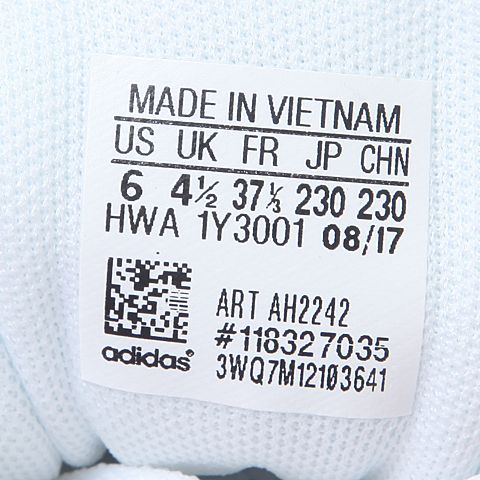 MADE IN VIETNAM
US UK FR JP CHN
6 4½ 37⅓ 230 230
HWA 1Y3001 08/17
ART AH2242
#118327035
3WQ7M12103641
adidas